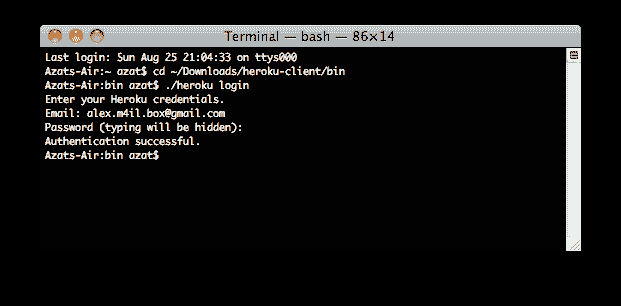 Terminal — bash — 86×14
Last login: Sun Aug 25 21:04:33 on ttys000
Azats-Air:~ azat$ cd ~/Downloads/heroku-client/bin
Azats-Air:bin azat$ ./heroku login
Enter your Heroku credentials.
Email: alex.m4il.box@gmail.com
Password (typing will be hidden):
Authentication successful.
Azats-Air:bin azat$